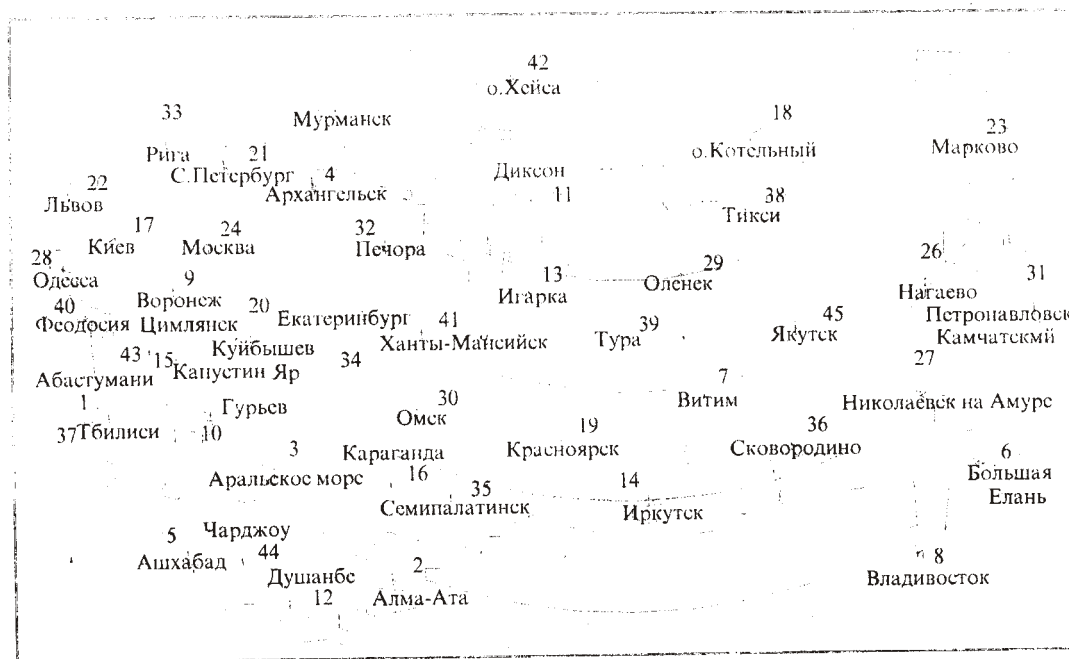 42
о.Хейса
33
Мурманск
18
23
Рига
21
о.Котельный
Марково
С.Петербург
4
Диксон
22
Архангельск
11
38
Львов
Тикси
17
24
32
Киев
Москва
Печора
28
26
Одесса
9
13
29
31
Воронеж
Игарка
Оленек
Нагаево
40
20
Екатеринбург
41
39
45
Петронавловск
Феодосия
Цимлянск
Куйбышев
Ханты-Мансийск
Тура
Якутск
Камчатскмй
43
15
34
27
Абастумани
Капустин Яр
7
1
Гурьев
30
Витим
Николаевск на Амуре
37
Тбилиси
10
Омск
19
36
3
Караганда
Красноярск
Сковородино
6
Аральское море
16
35
14
Большая
Елань
Семипалатинск
Иркутск
5
Чарджоу
Ашхабад
44
2
8
Душанбе
Владивосток
12
Алма-Ата